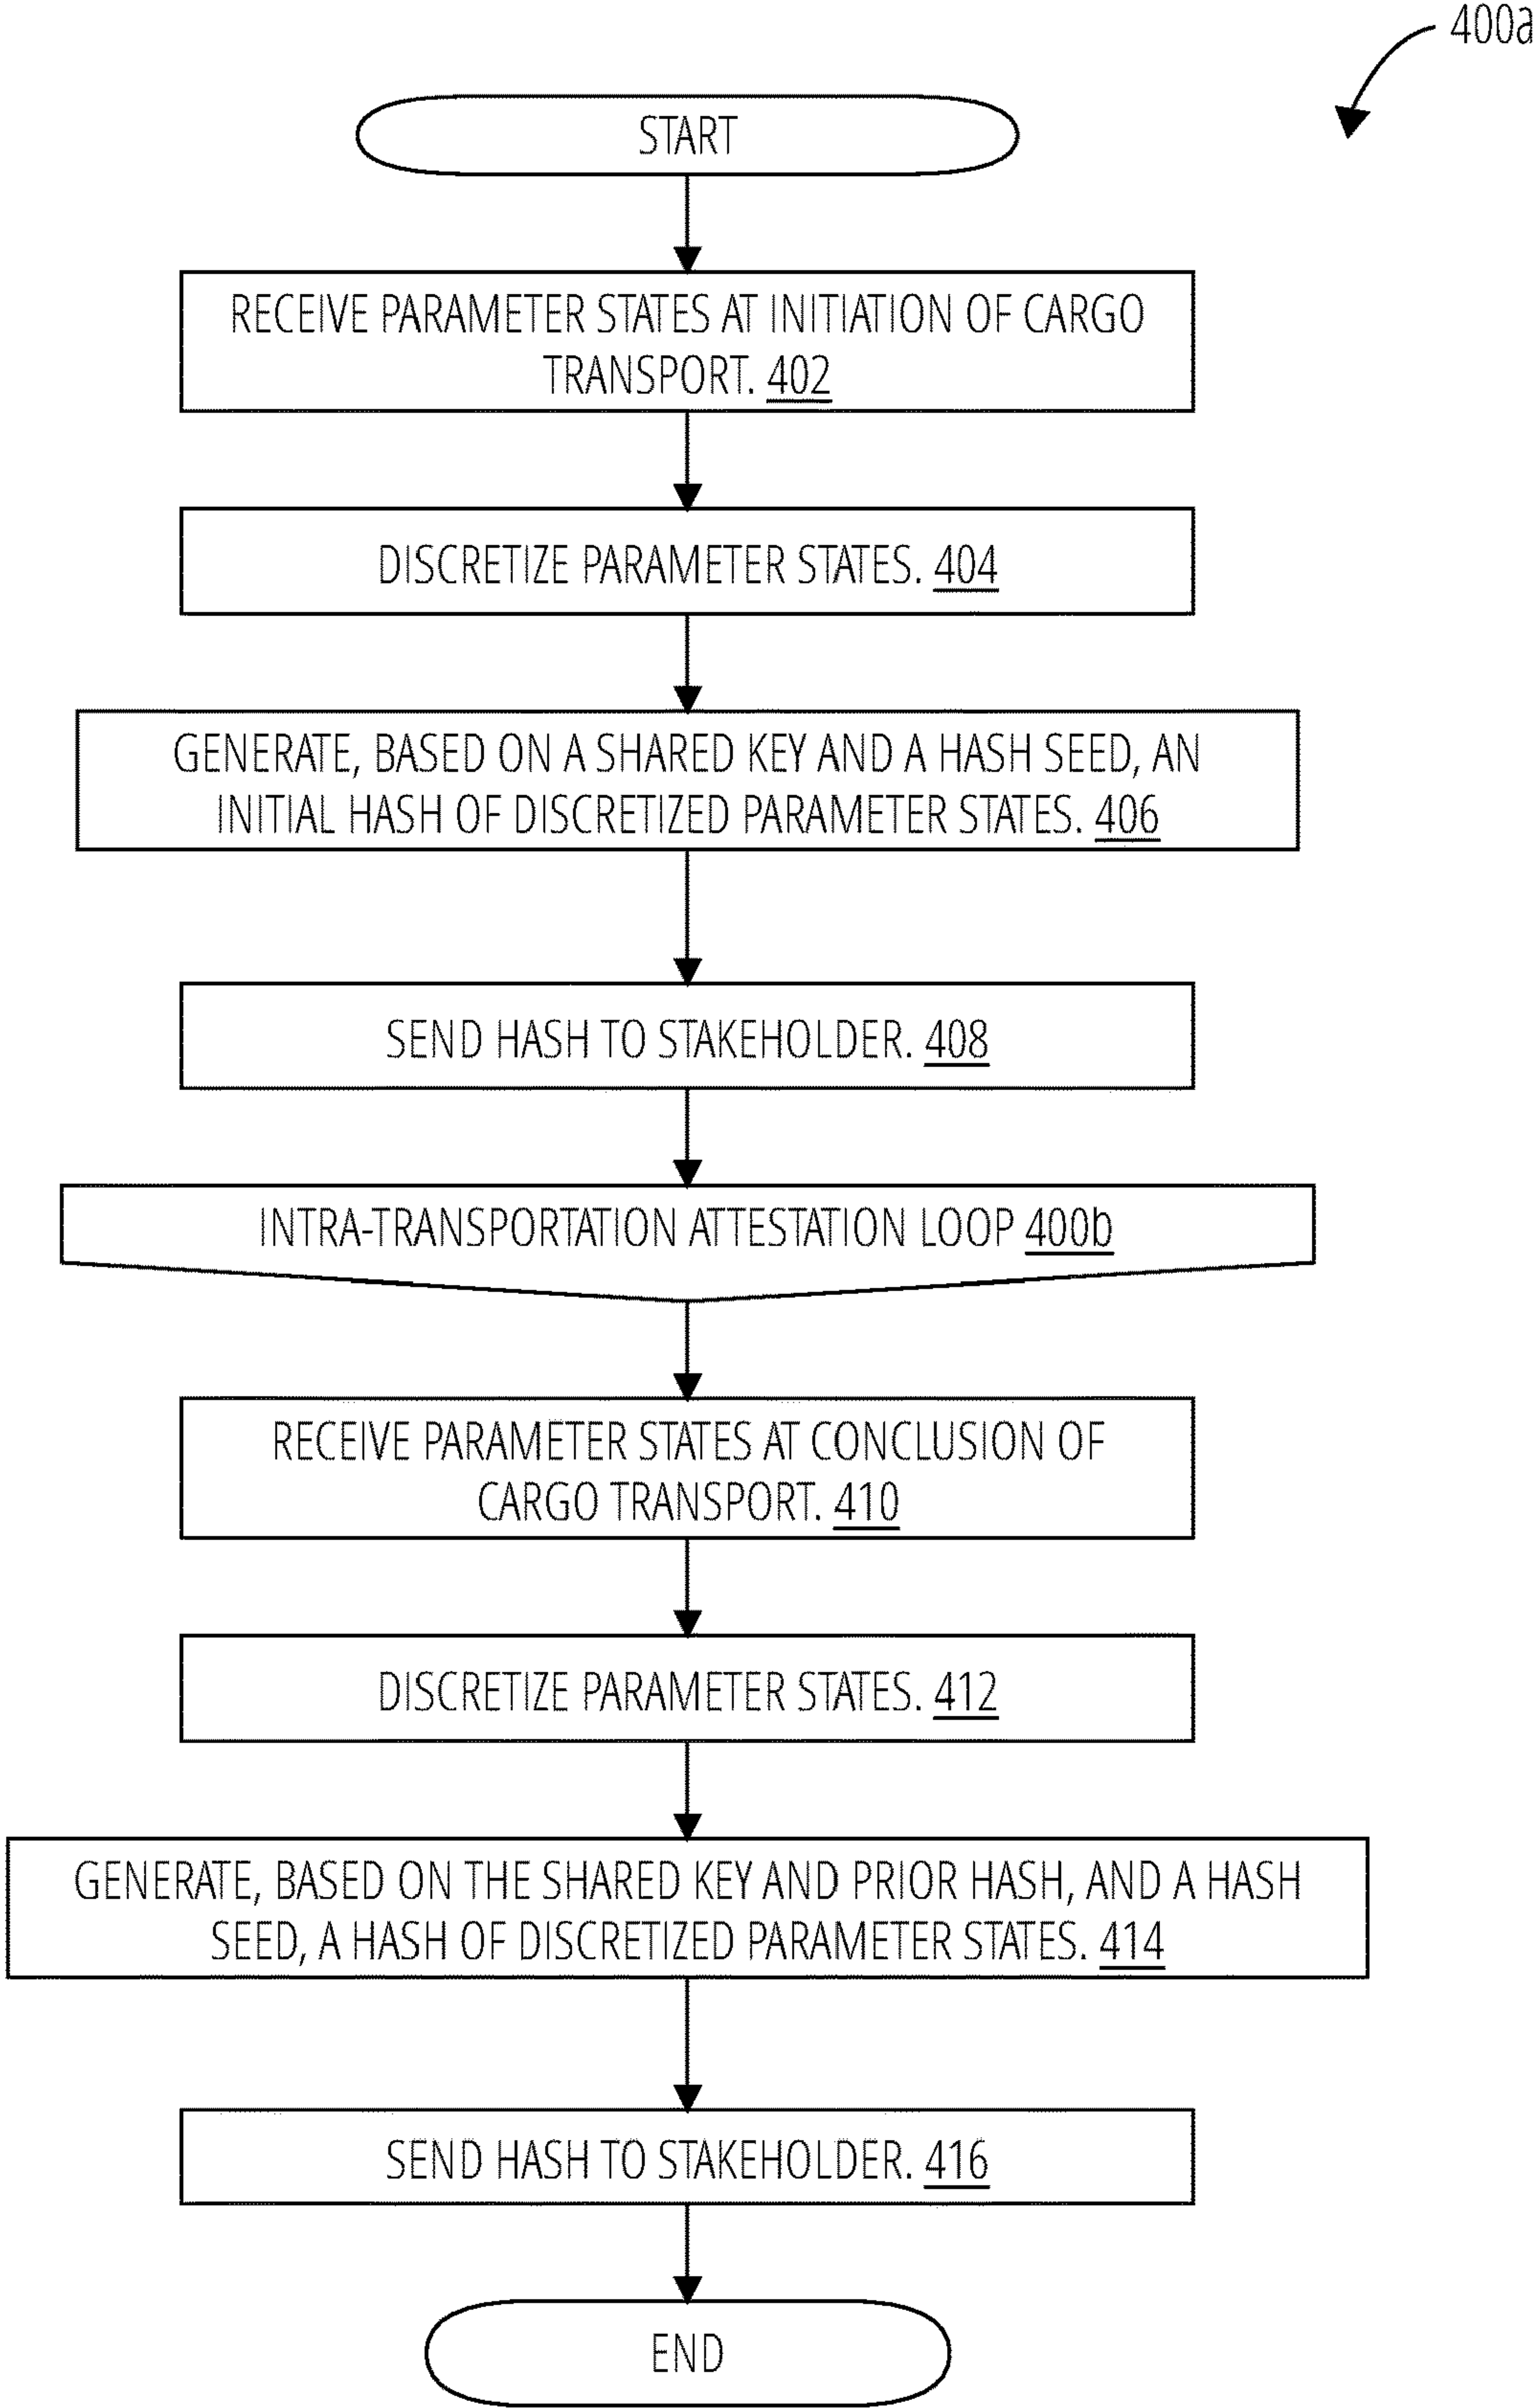 400a
START
RECEIVE PARAMETER STATES AT INITIATION OF CARGO
TRANSPORT. 402
DISCRETIZE PARAMETER STATES. 404
GENERATE, BASED ON A SHARED KEY AND A HASH SEED, AN
INITIAL HASH OF DISCRETIZED PARAMETER STATES. 406
SEND HASH TO STAKEHOLDER. 408
INTRA-TRANSPORTATION ATTESTATION LOOP 400b
RECEIVE PARAMETER STATES AT CONCLUSION OF
CARGO TRANSPORT. 410
DISCRETIZE PARAMETER STATES. 412
GENERATE, BASED ON THE SHARED KEY AND PRIOR HASH, AND A HASH
SEED, A HASH OF DISCRETIZED PARAMETER STATES. 414
SEND HASH TO STAKEHOLDER. 416
END